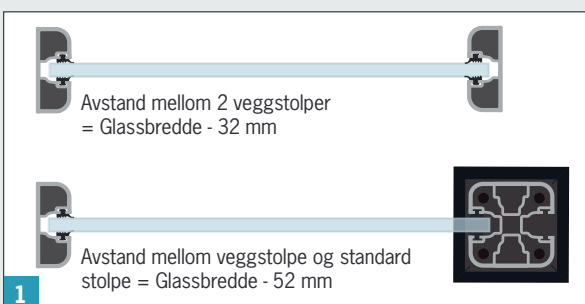 Avstand mellom 2 veggstolper
= Glassbredde - 32 mm
Avstand mellom veggstolpe og standard
stolpe = Glassbredde - 52 mm
1